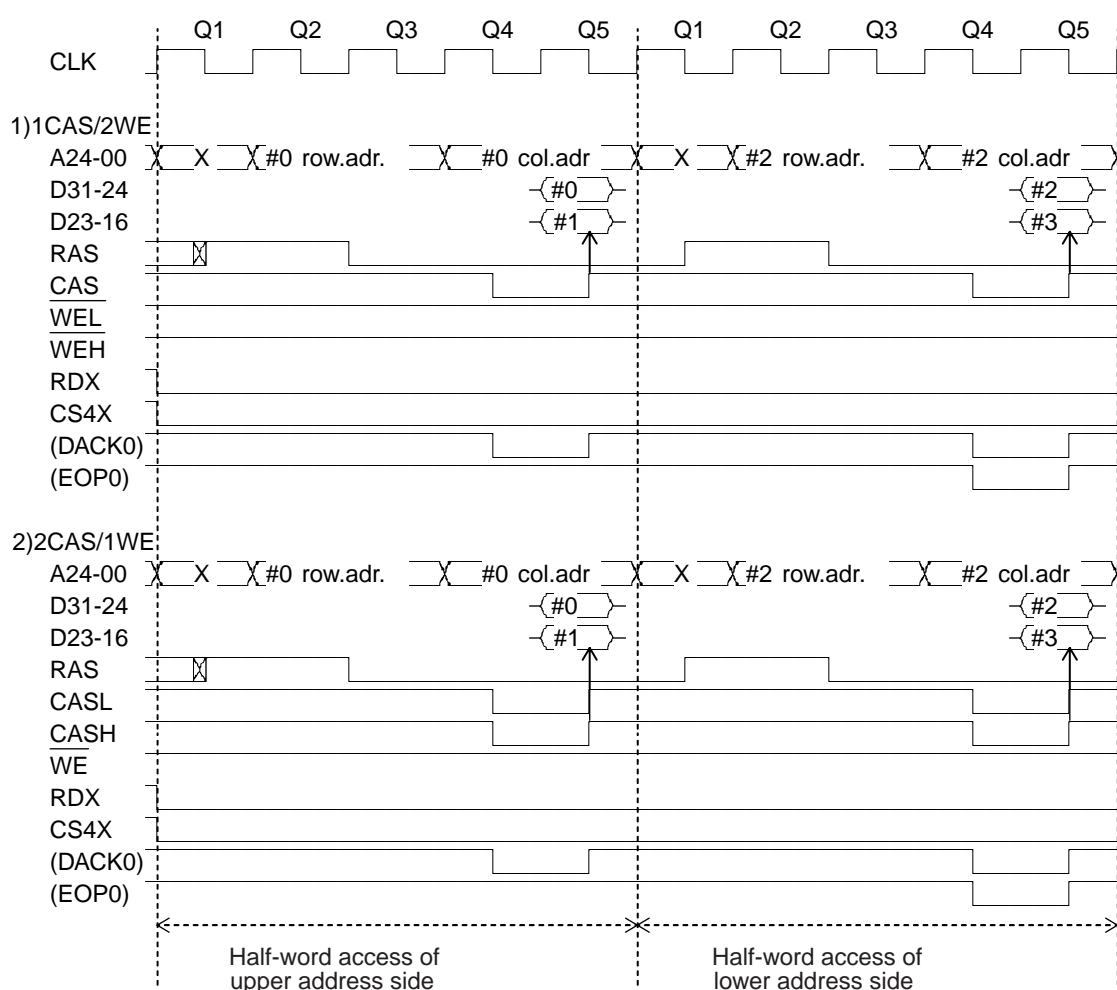 Q1 Q2 Q3 Q4 Q5 Q1 Q2 Q3 Q4 Q5
CLK
1)1CAS/2WE
A24-00 X #0 row.adr. #0 col.adr X #2 row.adr. #2 col.adr
D31-24 #0 #2
D23-16 #1 #3
RAS
CAS
WEL
WEH
RDX
CS4X
(DACK0)
(EOP0)
2)2CAS/1WE
A24-00 X #0 row.adr. #0 col.adr X #2 row.adr. #2 col.adr
D31-24 #0 #2
D23-16 #1 #3
RAS
CASL
CASH
WE
RDX
CS4X
(DACK0)
(EOP0)
Half-word access of
upper address side
Half-word access of
lower address side